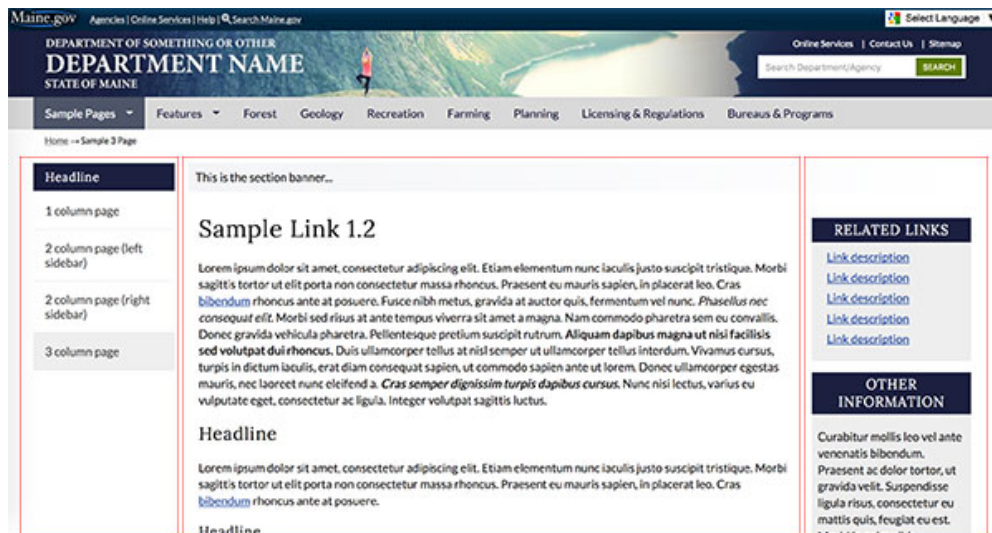 Maine.gov Agencies | Online Services | Help | Search Maine.gov Select Language
DEPARTMENT OF SOMETHING OR OTHER
DEPARTMENT NAME
STATE OF MAINE
Online Services | Contact Us | Sitemap
Search Department/Agency SEARCH
Sample Pages Features Forest Geology Recreation Farming Planning Licensing & Regulations Bureaus & Programs
Home → Sample 3 Page
Headline
1 column page
2 column page (left
sidebar)
2 column page (right
sidebar)
3 column page
This is the section banner...
Sample Link 1.2
Lorem ipsum dolor sit amet, consectetur adipiscing elit. Etiam elementum nunc iaculis justo suscipit tristique. Morbi
sagittis tortor ut elit porta non consectetur massa rhoncus. Praesent eu mauris sapien, in placerat leo. Cras
bibendum rhoncus ante at posuere. Fusce nibh metus, gravida at auctor quis, fermentum vel nunc. Phasellus nec
consequat elit. Morbi sed risus at ante tempus viverra sit amet a magna. Nam commodo pharetra sem eu convallis.
Donec gravida vehicula pharetra. Pellentesque pretium suscipit rutrum. Aliquam dapibus magna ut nisi facilisis
sed volutpat dui rhoncus. Duis ullamcorper tellus at nisl semper ut ullamcorper tellus interdum. Vivamus cursus,
turpis in dictum iaculis, erat diam consequat sapien, ut commodo sapien ante ut lorem. Donec ullamcorper egestas
mauris, nec laoreet nunc eleifend a. Cras semper dignissim turpis dapibus cursus. Nunc nisi lectus, varius eu
vulputate eget, consectetur ac ligula. Integer volutpat sagittis luctus.
Headline
Lorem ipsum dolor sit amet, consectetur adipiscing elit. Etiam elementum nunc iaculis justo suscipit tristique. Morbi
sagittis tortor ut elit porta non consectetur massa rhoncus. Praesent eu mauris sapien, in placerat leo. Cras
bibendum rhoncus ante at posuere.
Headline
RELATED LINKS
Link description
Link description
Link description
Link description
Link description
OTHER
INFORMATION
Curabitur mollis leo vel ante
venenatis bibendum.
Praesent ac dolor tortor, ut
gravida velit. Suspendisse
ligula risus, consectetur eu
mattis quis, feugiat eu est.